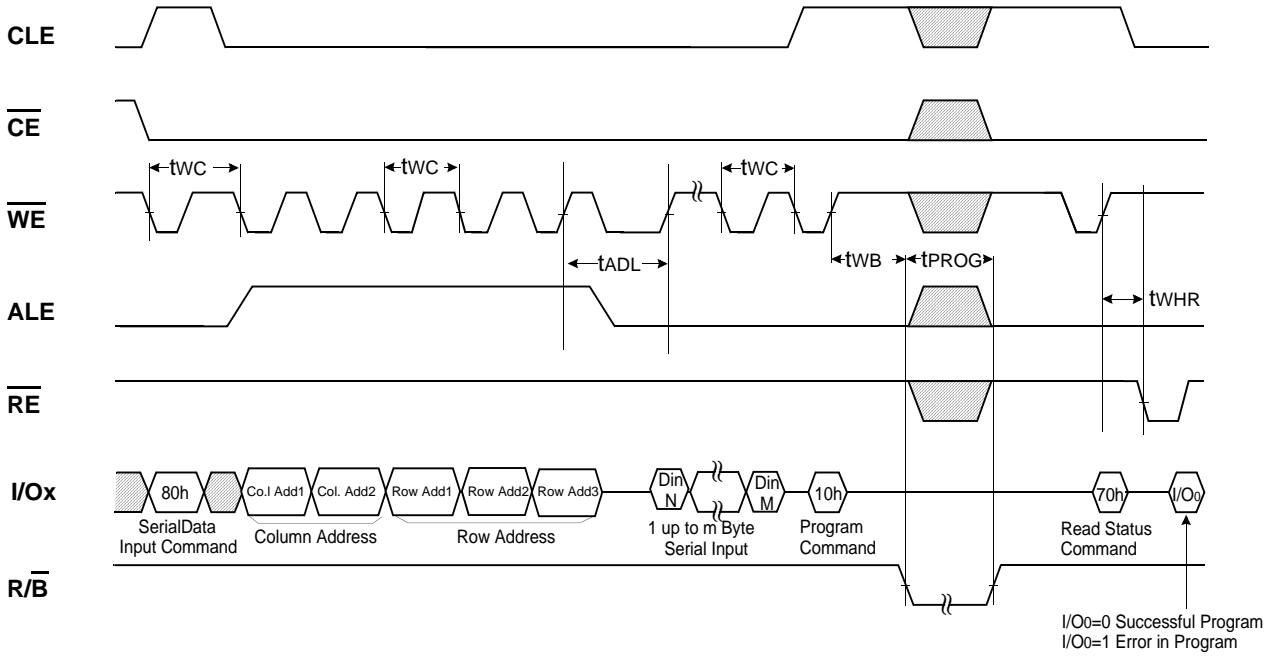 CLE
CE
tWC
tWC
tWC
WE
tADL
tWB
tPROG
ALE
tWHR
RE
I/Ox
80h
Co.l Add1
Col. Add2
Row Add1
Row Add2
Row Add3
Din
N
Din
M
10h
70h
I/O0
SerialData
Input Command
Column Address
Row Address
1 up to m Byte
Serial Input
Program
Command
Read Status
Command
R/B
I/O0=0 Successful Program
I/O0=1 Error in Program